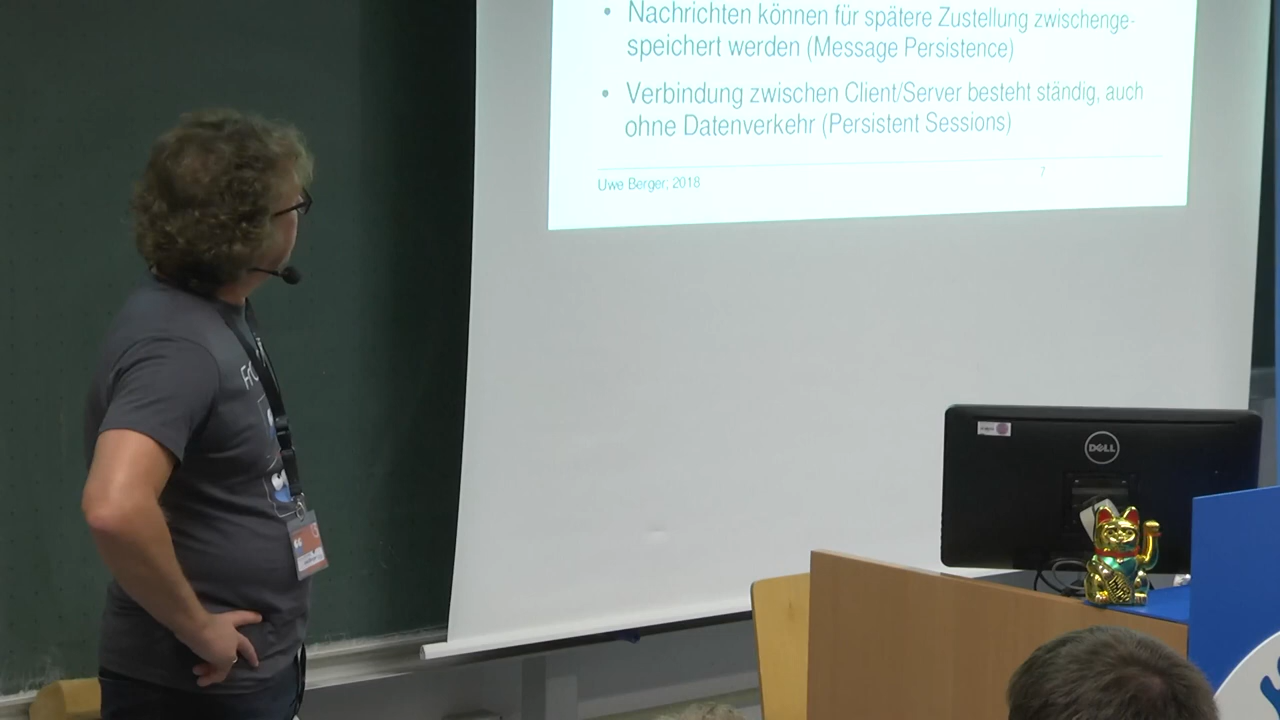 • Nachrichten können für spätere Zustellung zwischenge-
speichert werden (Message Persistence)
• Verbindung zwischen Client/Server besteht ständig, auch
ohne Datenverkehr (Persistent Sessions)
Uwe Berger; 2018
7
DELL